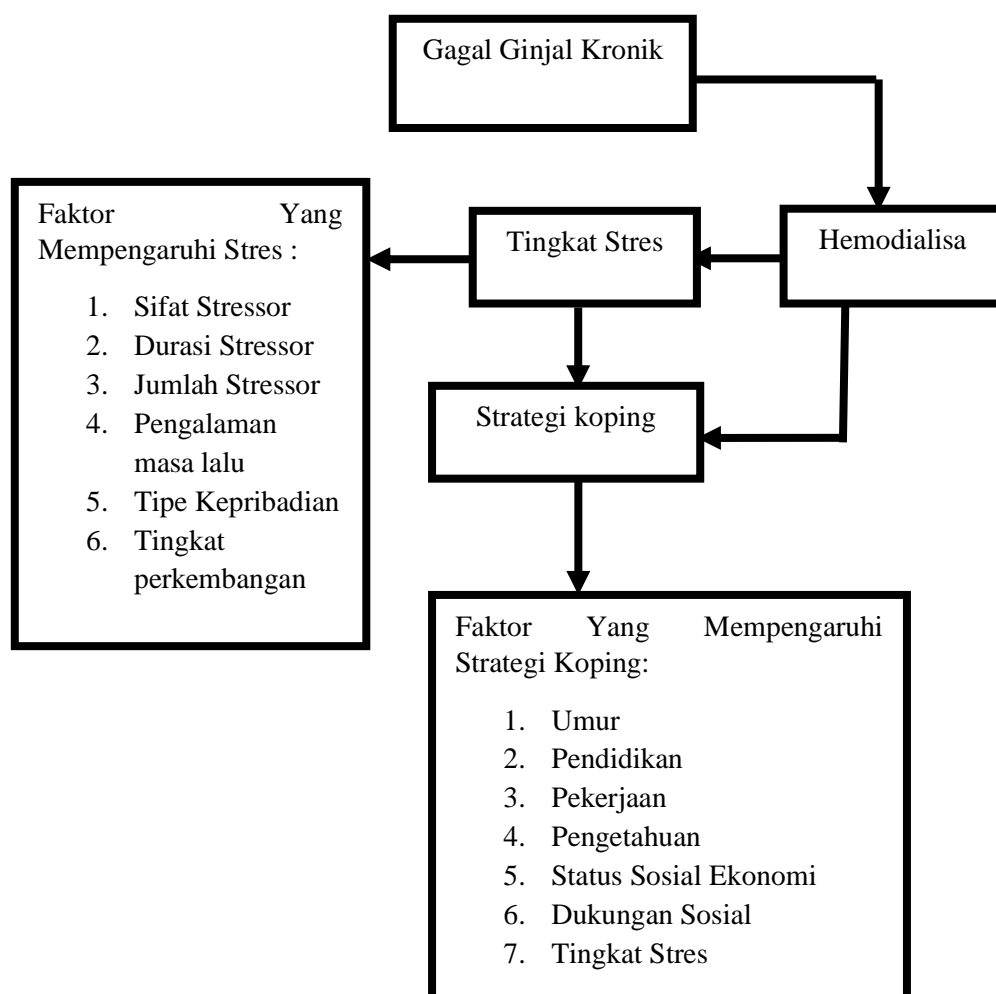 Gagal Ginjal Kronik
Faktor Yang
Mempengaruhi Stres :
1. Sifat Stressor
2. Durasi Stressor
3. Jumlah Stressor
4. Pengalaman
masa lalu
5. Tipe Kepribadian
6. Tingkat
perkembangan
Tingkat Stres
Hemodialisa
Strategi koping
Faktor Yang Mempengaruhi
Strategi Koping:
1. Umur
2. Pendidikan
3. Pekerjaan
4. Pengetahuan
5. Status Sosial Ekonomi
6. Dukungan Sosial
7. Tingkat Stres